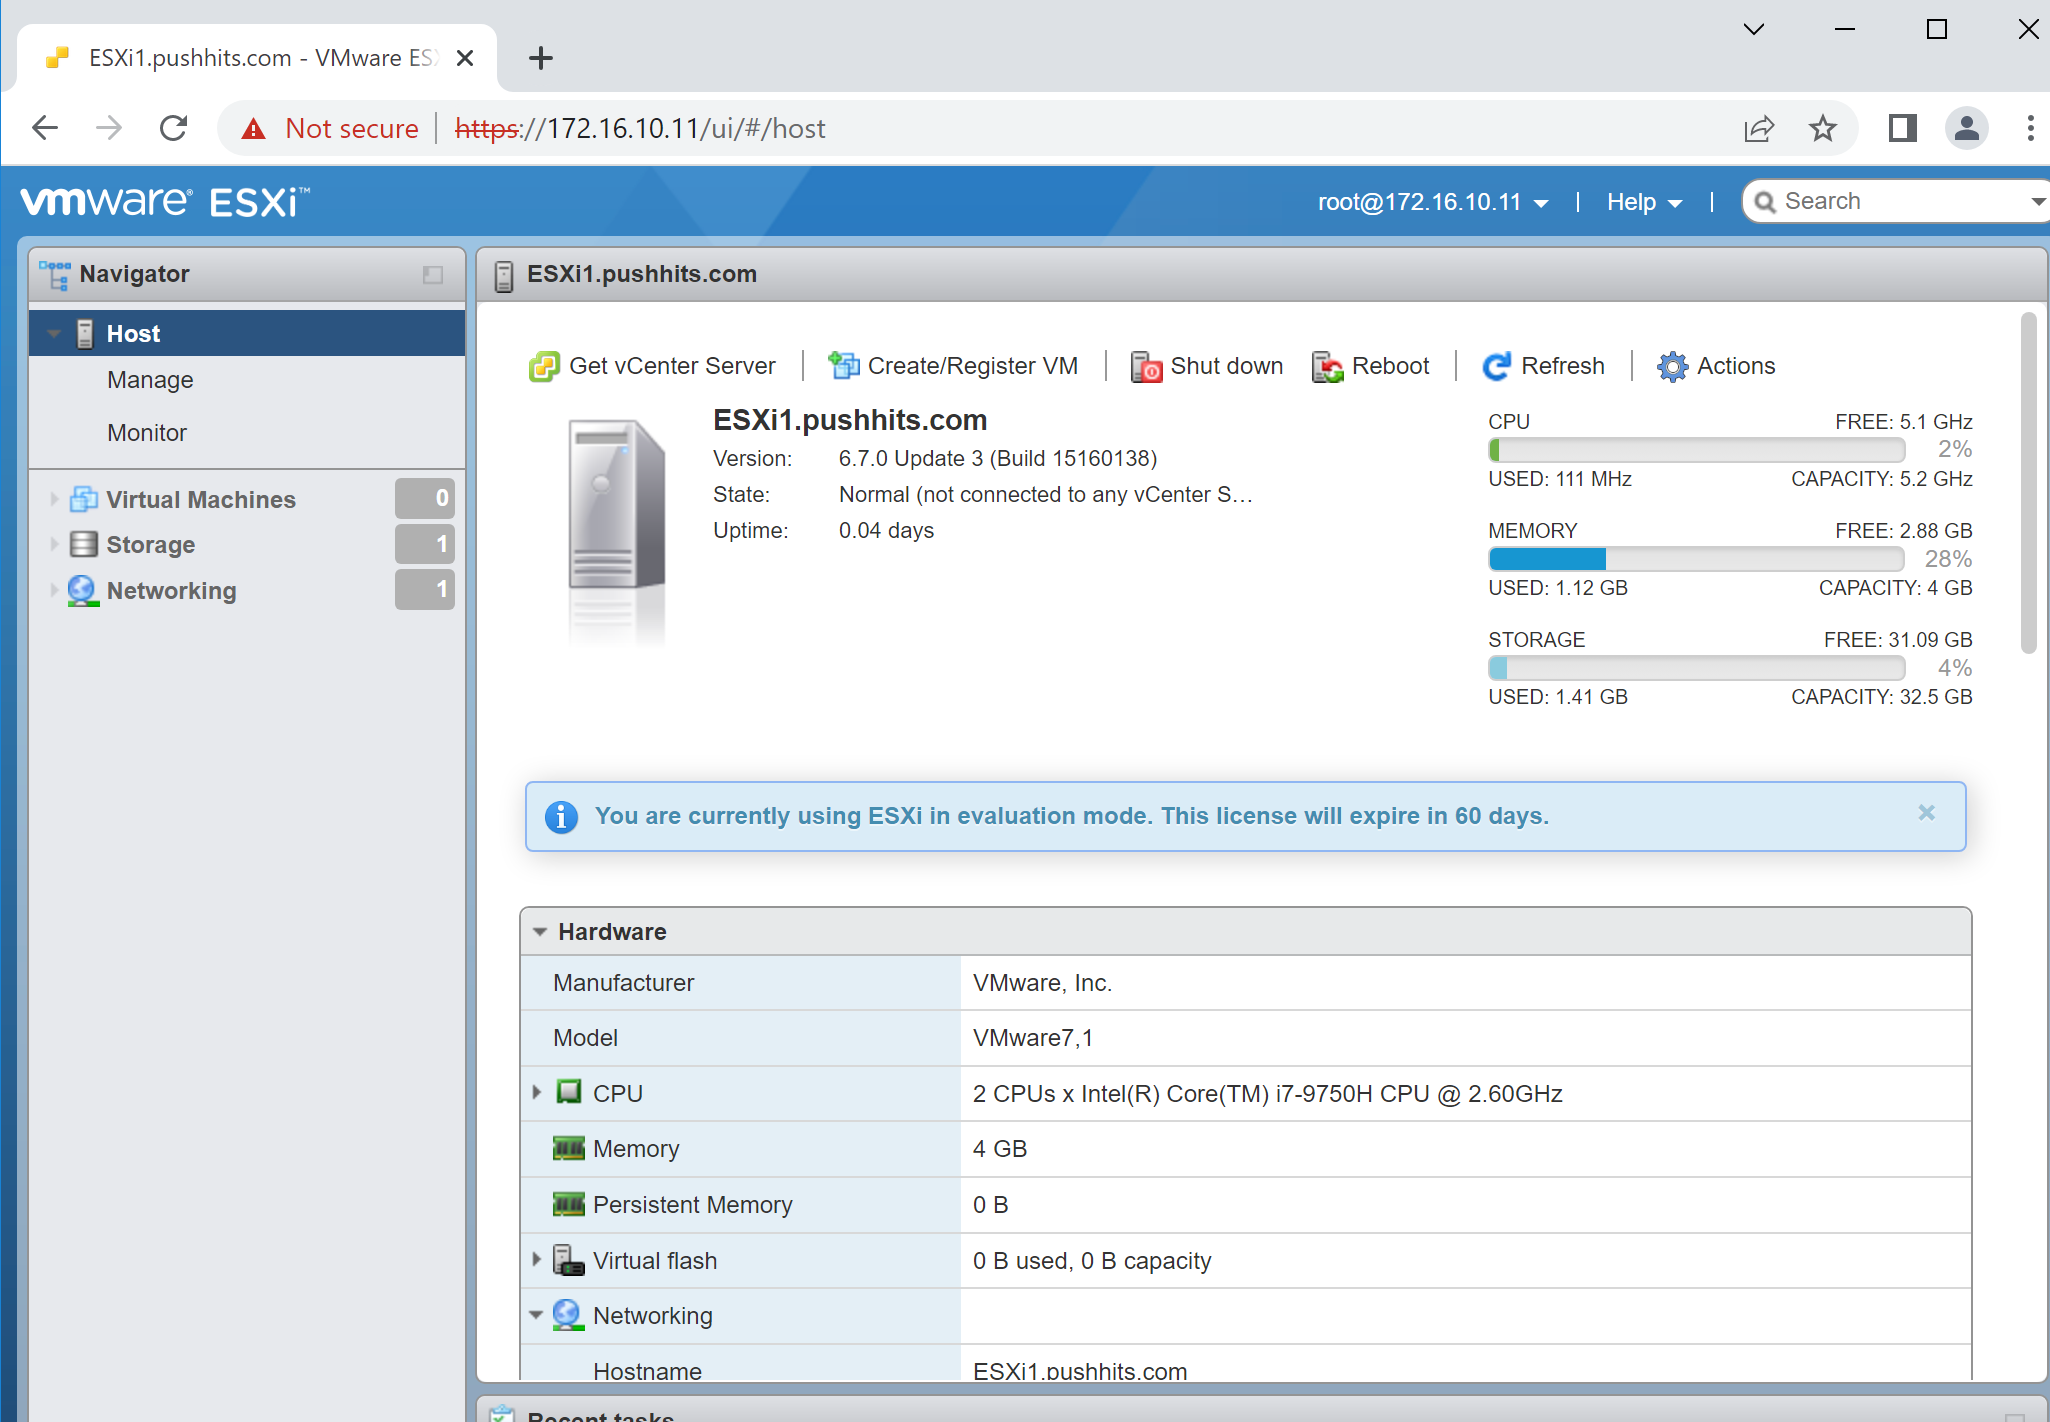 ESXi1.pushhits.com - VMware ESX
Not secure https://172.16.10.11/ui/#/host
vmware® ESXi™
root@172.16.10.11 | Help | Search
Navigator
Host
Manage
Monitor
Virtual Machines 0
Storage 1
Networking 1
ESXi1.pushhits.com
Get vCenter Server | Create/Register VM | Shut down Reboot | Refresh | Actions
ESXi1.pushhits.com
Version: 6.7.0 Update 3 (Build 15160138)
State: Normal (not connected to any vCenter S...
Uptime: 0.04 days
CPU FREE: 5.1 GHz
2%
USED: 111 MHz CAPACITY: 5.2 GHz
MEMORY FREE: 2.88 GB
28%
USED: 1.12 GB CAPACITY: 4 GB
STORAGE FREE: 31.09 GB
4%
USED: 1.41 GB CAPACITY: 32.5 GB
You are currently using ESXi in evaluation mode. This license will expire in 60 days.
Hardware
Manufacturer VMware, Inc.
Model VMware7,1
CPU 2 CPUs x Intel(R) Core(TM) i7-9750H CPU @ 2.60GHz
Memory 4 GB
Persistent Memory 0 B
Virtual flash 0 B used, 0 B capacity
Networking
Hostname ESXi1.pushhits.com
Recent tasks